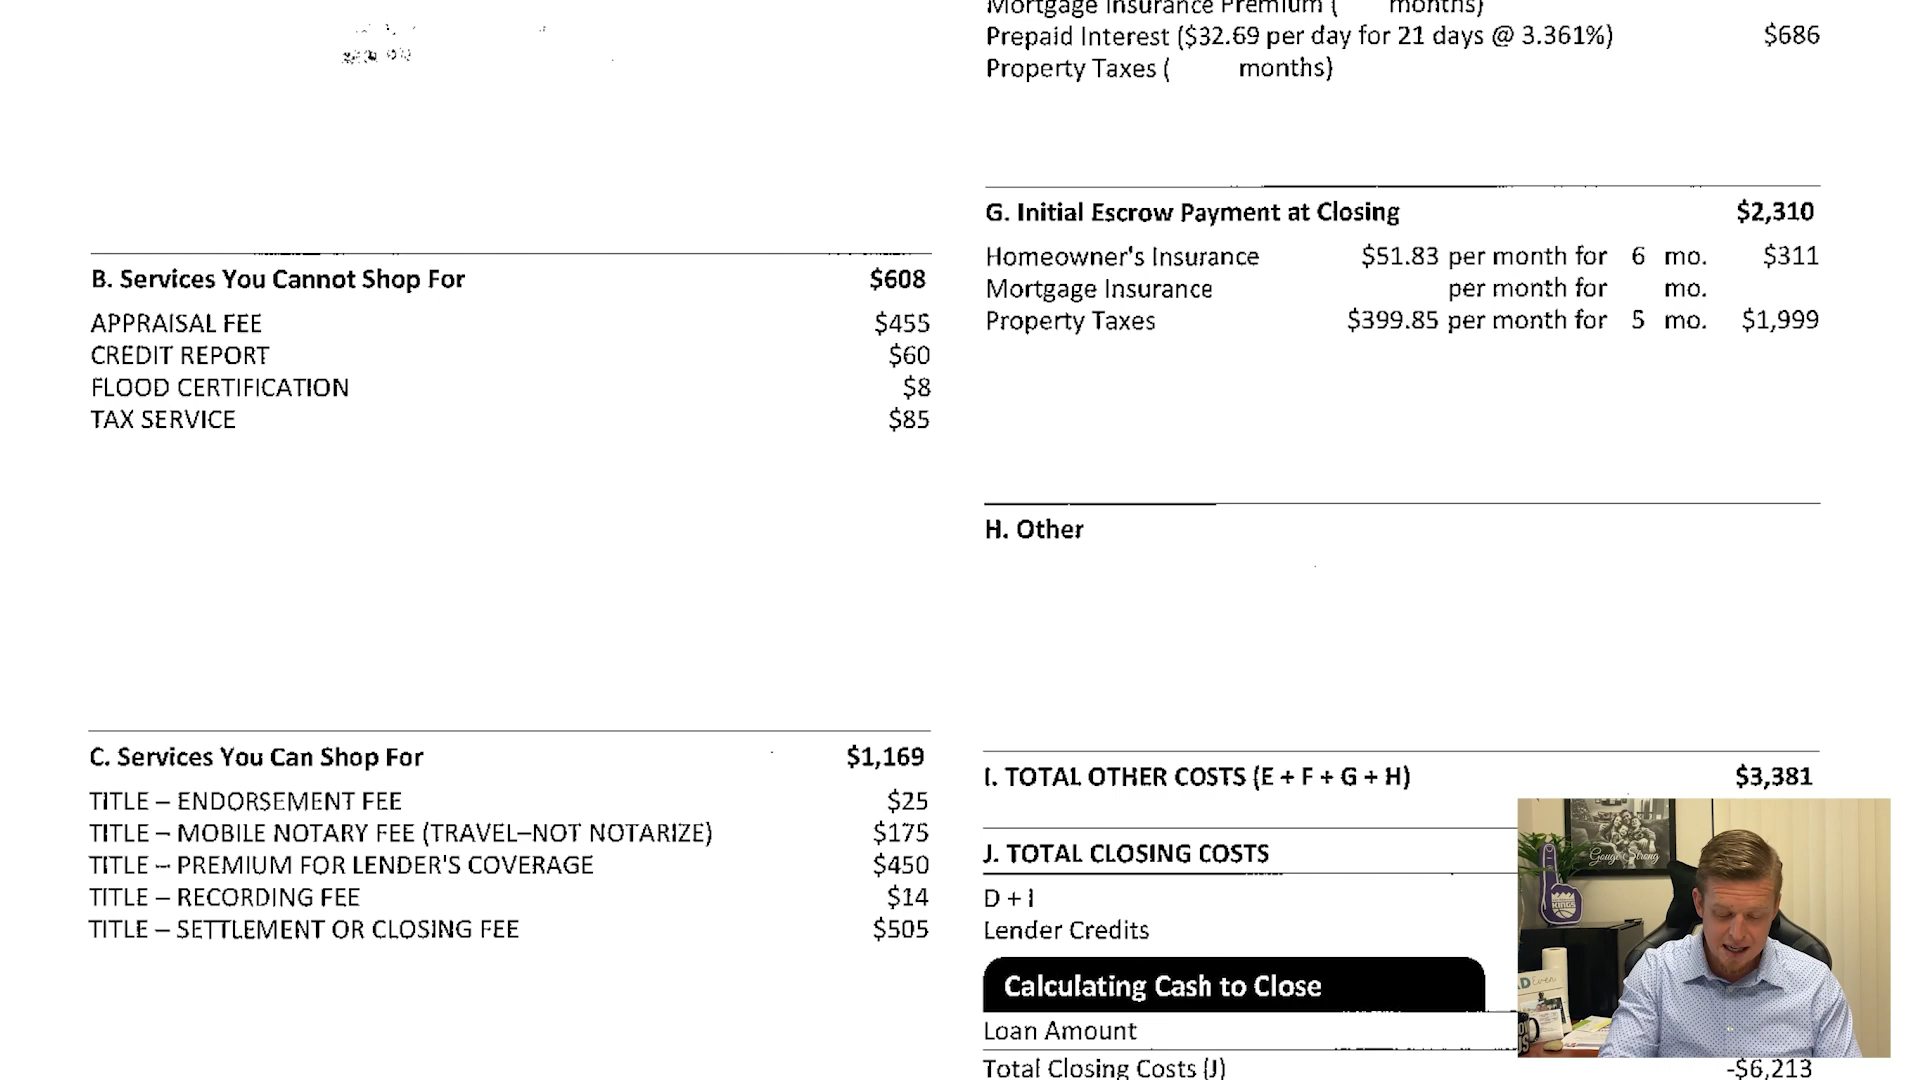 B. Services You Cannot Shop For $608
APPRAISAL FEE $455
CREDIT REPORT $60
FLOOD CERTIFICATION $8
TAX SERVICE $85
C. Services You Can Shop For $1,169
TITLE – ENDORSEMENT FEE $25
TITLE – MOBILE NOTARY FEE (TRAVEL–NOT NOTARIZE) $175
TITLE – PREMIUM FOR LENDER'S COVERAGE $450
TITLE – RECORDING FEE $14
TITLE – SETTLEMENT OR CLOSING FEE $505
Mortgage Insurance Premium ( months)
Prepaid Interest ($32.69 per day for 21 days @ 3.361%) $686
Property Taxes ( months)
G. Initial Escrow Payment at Closing $2,310
Homeowner's Insurance $51.83 per month for 6 mo. $311
Mortgage Insurance per month for mo.
Property Taxes $399.85 per month for 5 mo. $1,999
H. Other
I. TOTAL OTHER COSTS (E + F + G + H) $3,381
J. TOTAL CLOSING COSTS
D + I
Lender Credits
Calculating Cash to Close
Loan Amount
Total Closing Costs (J) -$6,213
Gouge Strong
KINGS
Ever